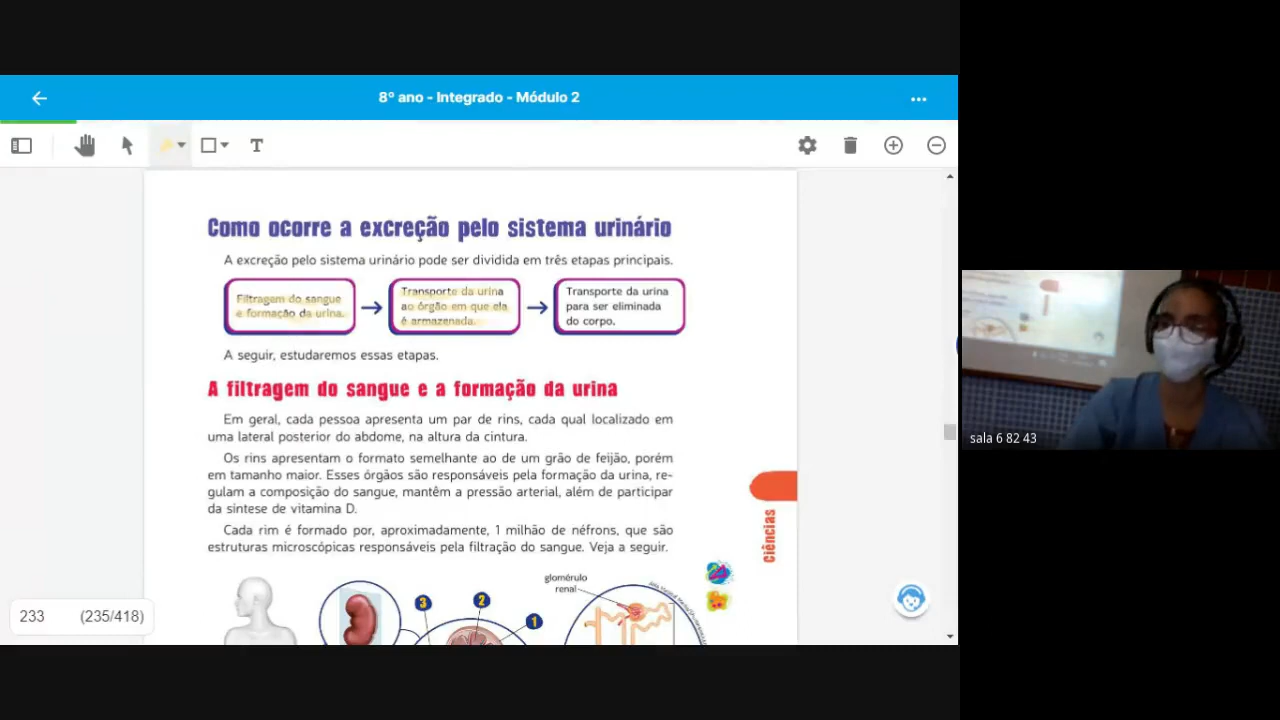 8º ano - Integrado - Módulo 2
T
Como ocorre a excreção pelo sistema urinário
A excreção pelo sistema urinário pode ser dividida em três etapas principais.
Filtragem do sangue
e formação da urina.
Transporte da urina
ao órgão em que ela
é armazenada.
Transporte da urina
para ser eliminada
do corpo.
A seguir, estudaremos essas etapas.
A filtragem do sangue e a formação da urina
Em geral, cada pessoa apresenta um par de rins, cada qual localizado em
uma lateral posterior do abdome, na altura da cintura.
Os rins apresentam o formato semelhante ao de um grão de feijão, porém
em tamanho maior. Esses órgãos são responsáveis pela formação da urina, re-
gulam a composição do sangue, mantêm a pressão arterial, além de participar
da síntese de vitamina D.
Cada rim é formado por, aproximadamente, 1 milhão de néfrons, que são
estruturas microscópicas responsáveis pela filtração do sangue. Veja a seguir.
glomérulo
renal
3
2
1
Ciências
233 (235/418)
sala 6 82 43